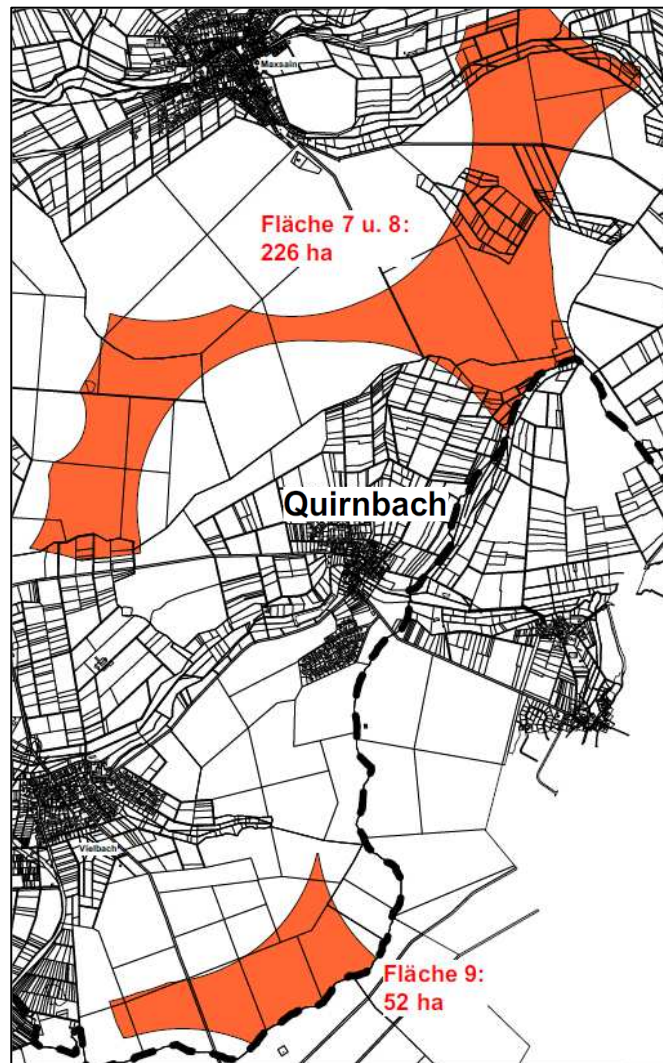 Maxsain
Fläche 7 u. 8:
226 ha
Quirnbach
Vielbach
Fläche 9:
52 ha